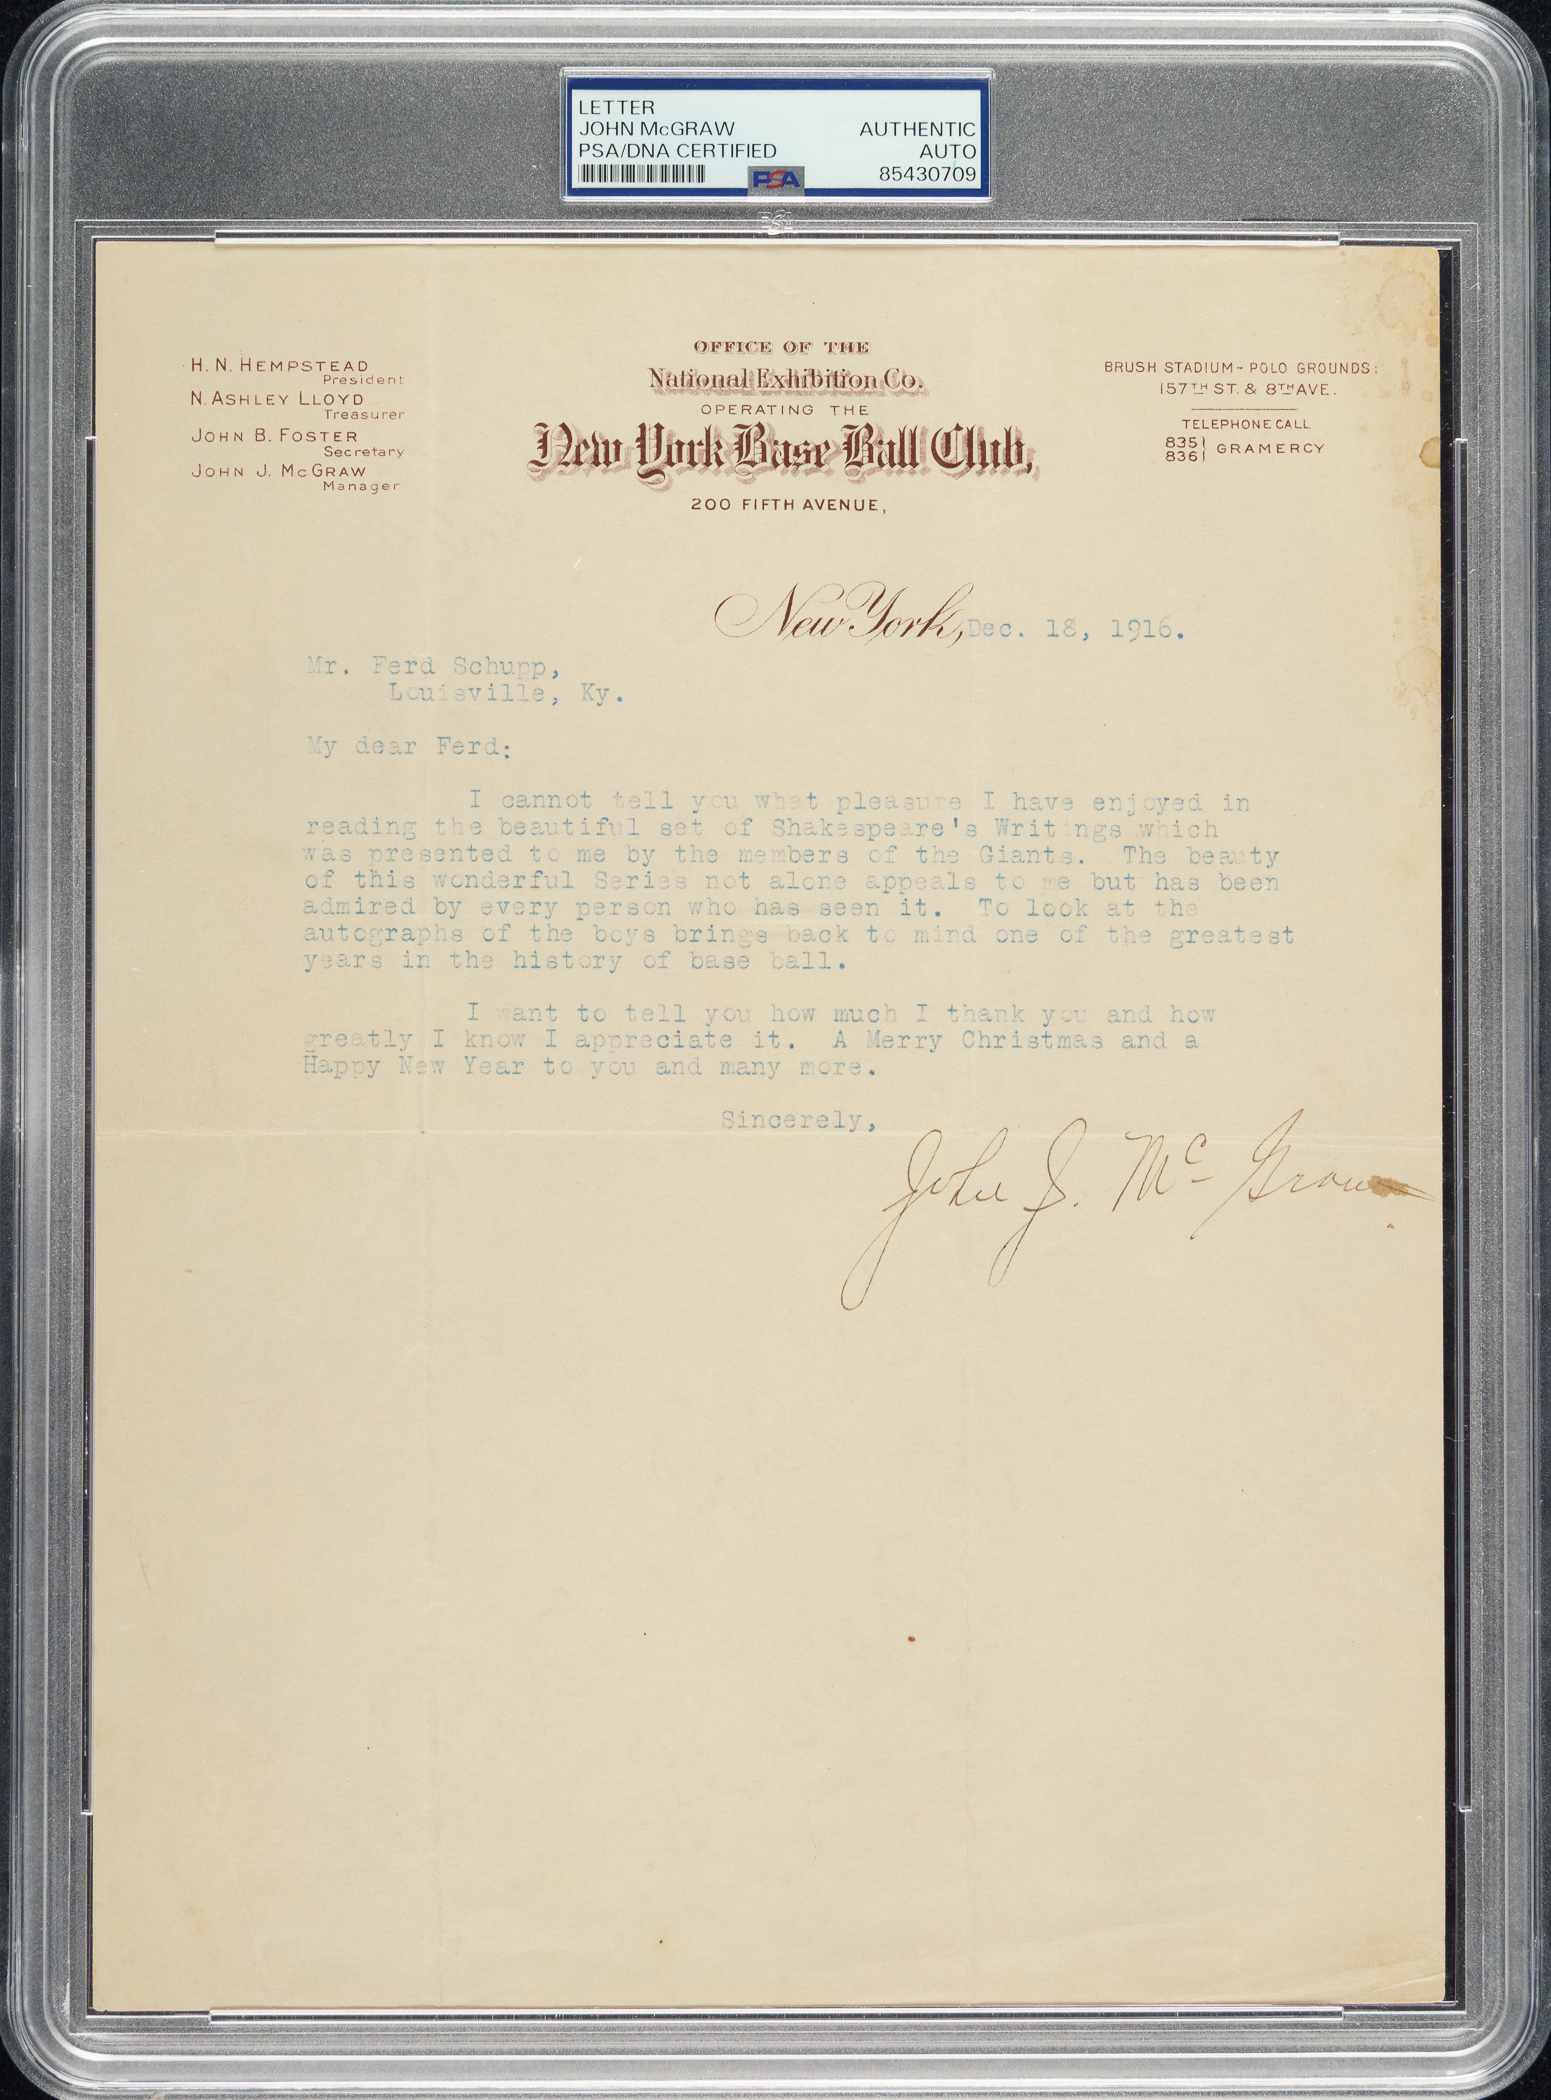 LETTER
JOHN McGRAW
PSA/DNA CERTIFIED
AUTHENTIC
AUTO
85430709
PSA
H. N. HEMPSTEAD
President
N. ASHLEY LLOYD
Treasurer
JOHN B. FOSTER
Secretary
JOHN J. McGRAW
Manager
OFFICE OF THE
National Exhibition Co.
OPERATING THE
New York Base Ball Club,
200 FIFTH AVENUE,
BRUSH STADIUM - POLO GROUNDS:
157TH ST. & 8TH AVE.
TELEPHONE CALL
835
836 GRAMERCY
New York, Dec. 18, 1916.
Mr. Ferd Schupp,
Louisville, Ky.
My dear Ferd:
I cannot tell you what pleasure I have enjoyed in
reading the beautiful set of Shakespeare's Writings which
was presented to me by the members of the Giants. The beauty
of this wonderful Series not alone appeals to me but has been
admired by every person who has seen it. To look at the
autographs of the boys brings back to mind one of the greatest
years in the history of base ball.
I want to tell you how much I thank you and how
greatly I know I appreciate it. A Merry Christmas and a
Happy New Year to you and many more.
Sincerely,
John J. McGraw